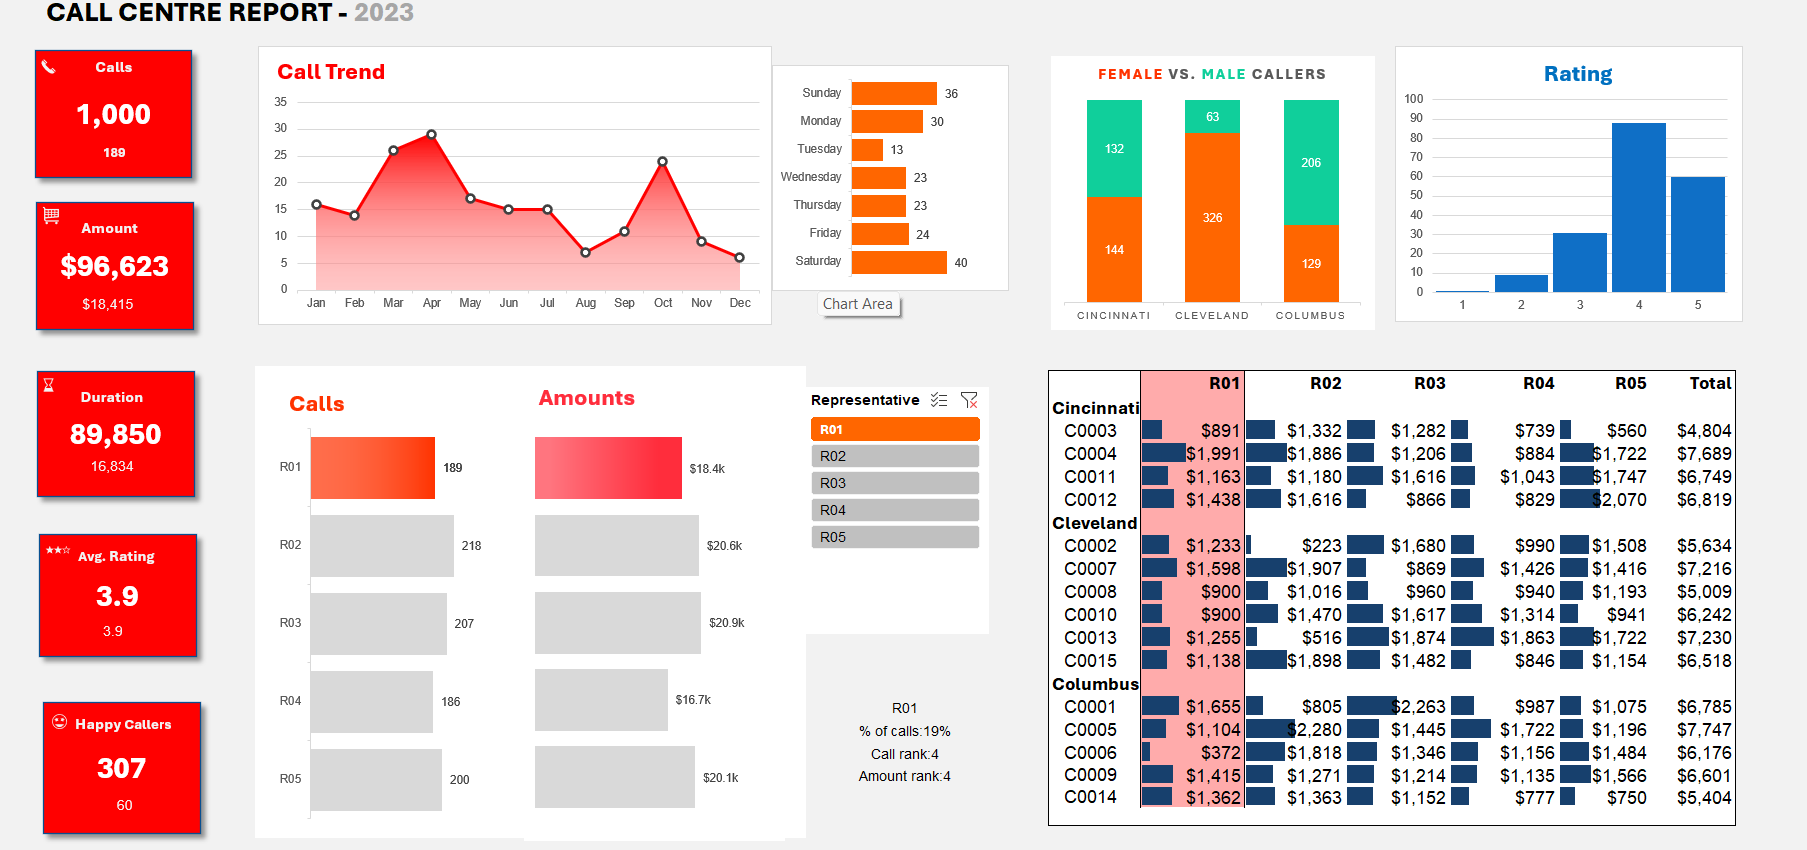 CALL CENTRE REPORT - 2023
Calls
1,000
189
Amount
$96,623
$18,415
Duration
89,850
16,834
Avg. Rating
3.9
3.9
Happy Callers
307
60
Call Trend
35
30
25
20
15
10
5
0
Jan Feb Mar Apr May Jun Jul Aug Sep Oct Nov Dec
Sunday 36
Monday 30
Tuesday 13
Wednesday 23
Thursday 23
Friday 24
Saturday 40
Chart Area
FEMALE VS. MALE CALLERS
132 63 206
144 326 129
CINCINNATI CLEVELAND COLUMBUS
Rating
100
90
80
70
60
50
40
30
20
10
0
1 2 3 4 5
Calls
R01 189
R02 218
R03 207
R04 186
R05 200
Amounts
$18.4k
$20.6k
$20.9k
$16.7k
$20.1k
Representative
R01
R02
R03
R04
R05
R01
% of calls:19%
Call rank:4
Amount rank:4
R01 R02 R03 R04 R05 Total
Cincinnati
C0003 $891 $1,332 $1,282 $739 $560 $4,804
C0004 $1,991 $1,886 $1,206 $884 $1,722 $7,689
C0011 $1,163 $1,180 $1,616 $1,043 $1,747 $6,749
C0012 $1,438 $1,616 $866 $829 $2,070 $6,819
Cleveland
C0002 $1,233 $223 $1,680 $990 $1,508 $5,634
C0007 $1,598 $1,907 $869 $1,426 $1,416 $7,216
C0008 $900 $1,016 $960 $940 $1,193 $5,009
C0010 $900 $1,470 $1,617 $1,314 $941 $6,242
C0013 $1,255 $516 $1,874 $1,863 $1,722 $7,230
C0015 $1,138 $1,898 $1,482 $846 $1,154 $6,518
Columbus
C0001 $1,655 $805 $2,263 $987 $1,075 $6,785
C0005 $1,104 $2,280 $1,445 $1,722 $1,196 $7,747
C0006 $372 $1,818 $1,346 $1,156 $1,484 $6,176
C0009 $1,415 $1,271 $1,214 $1,135 $1,566 $6,601
C0014 $1,362 $1,363 $1,152 $777 $750 $5,404